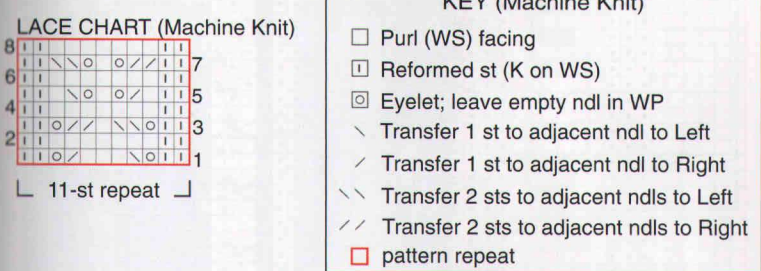 LACE CHART (Machine Knit)
8
7
6
5
4
3
2
1
11-st repeat
KEY (Machine Knit)
Purl (WS) facing
Reformed st (K on WS)
Eyelet; leave empty ndl in WP
Transfer 1 st to adjacent ndl to Left
Transfer 1 st to adjacent ndl to Right
Transfer 2 sts to adjacent ndls to Left
Transfer 2 sts to adjacent ndls to Right
pattern repeat